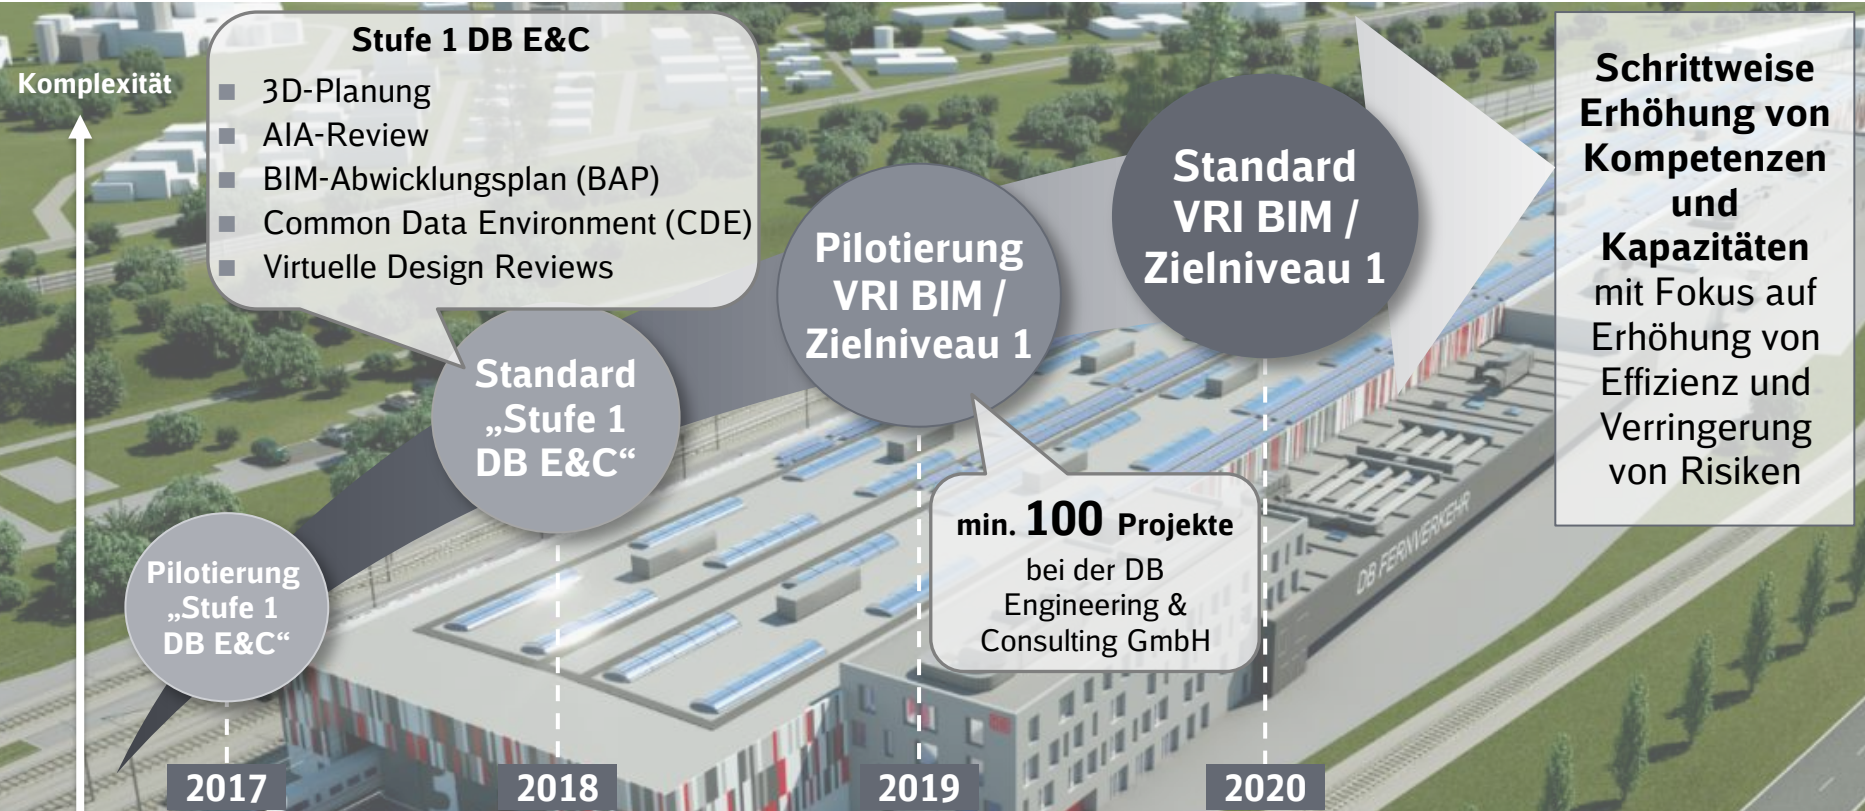 Komplexität
Stufe 1 DB E&C
3D-Planung
AIA-Review
BIM-Abwicklungsplan (BAP)
Common Data Environment (CDE)
Virtuelle Design Reviews
Pilotierung
„Stufe 1
DB E&C“
Standard
„Stufe 1
DB E&C“
Pilotierung
VRI BIM /
Zielniveau 1
min. 100 Projekte
bei der DB
Engineering &
Consulting GmbH
Standard
VRI BIM /
Zielniveau 1
Schrittweise
Erhöhung von
Kompetenzen
und
Kapazitäten
mit Fokus auf
Erhöhung von
Effizienz und
Verringerung
von Risiken
DB FERNVERKEHR
DB
2017
2018
2019
2020